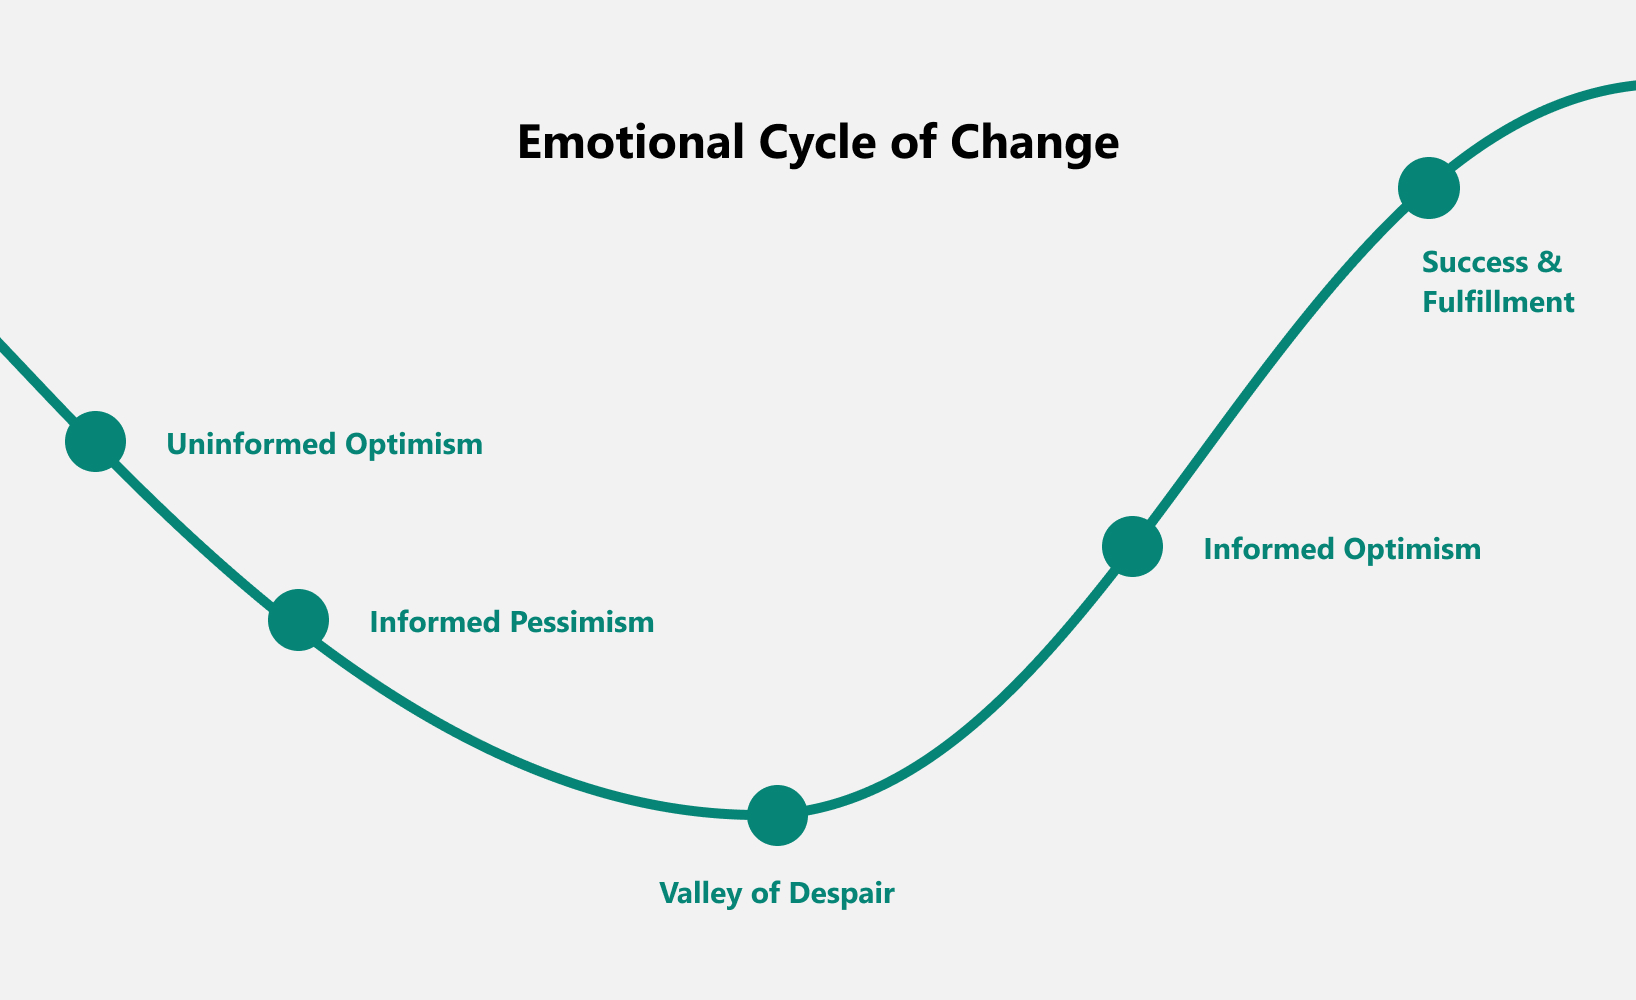 Emotional Cycle of Change
Success &
Fulfillment
Uninformed Optimism
Informed Optimism
Informed Pessimism
Valley of Despair